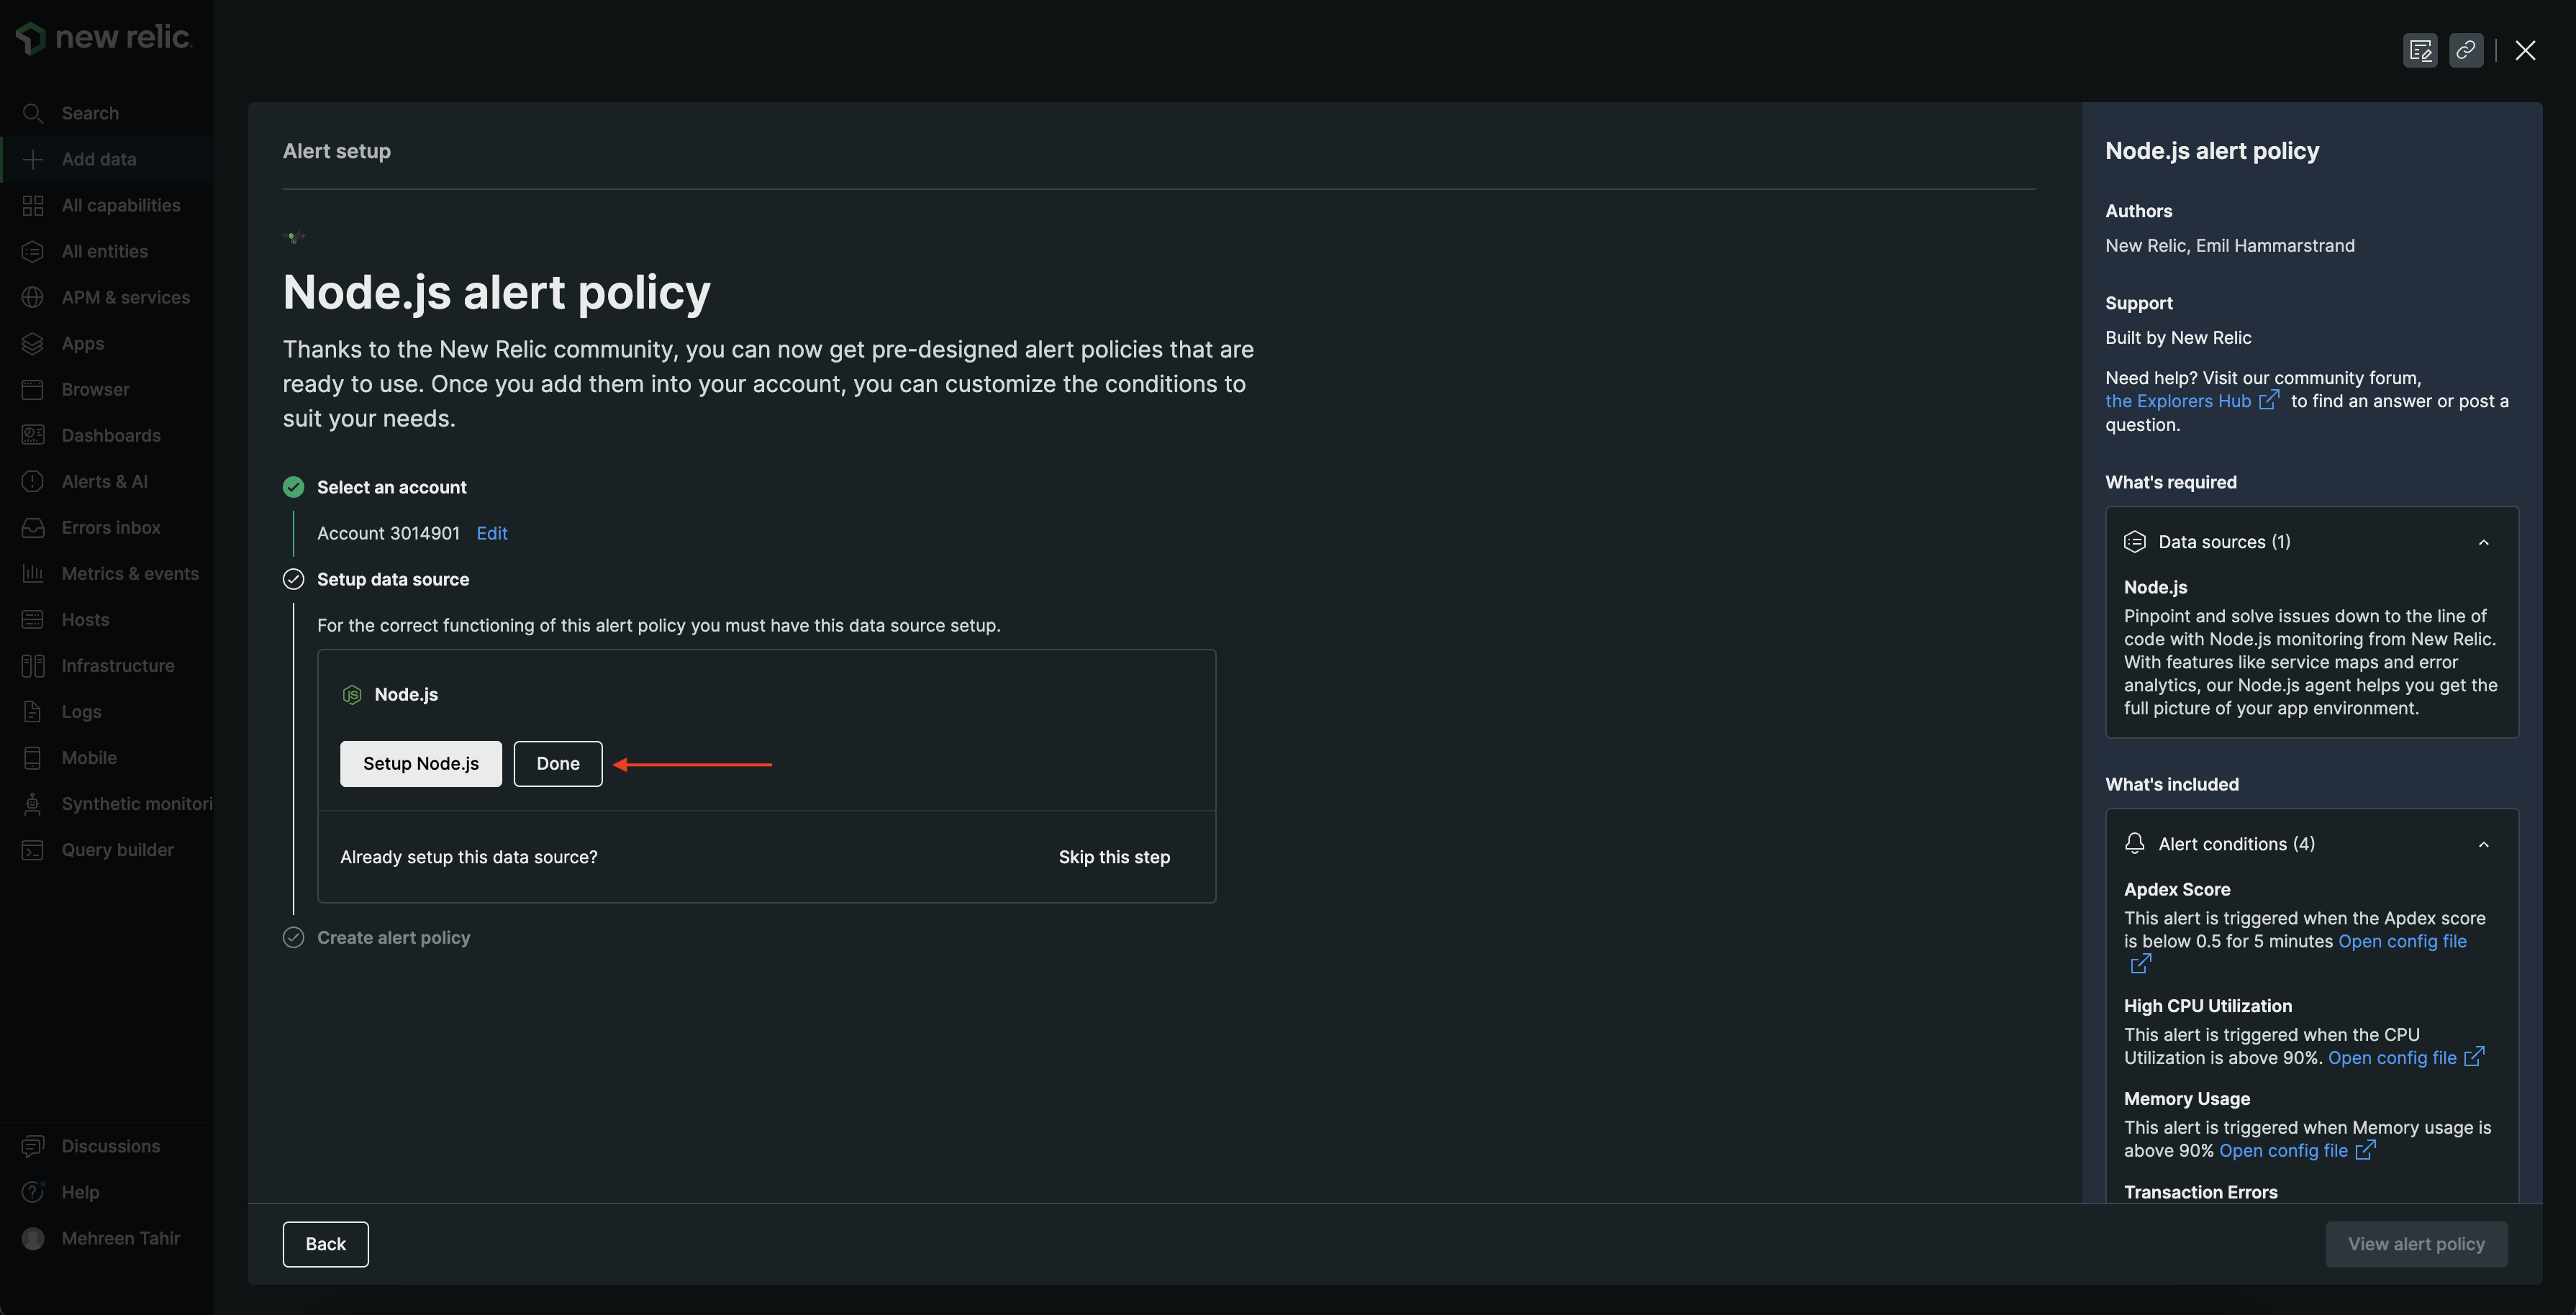 new relic.
Search
Add data
All capabilities
All entities
APM & services
Apps
Browser
Dashboards
Alerts & AI
Errors inbox
Metrics & events
Hosts
Infrastructure
Logs
Mobile
Synthetic monitori
Query builder
Discussions
Help
Mehreen Tahir
Alert setup
Node.js alert policy
Thanks to the New Relic community, you can now get pre-designed alert policies that are
ready to use. Once you add them into your account, you can customize the conditions to
suit your needs.
Select an account
Account 3014901 Edit
Setup data source
For the correct functioning of this alert policy you must have this data source setup.
Node.js
Setup Node.js Done
Already setup this data source? Skip this step
Create alert policy
Back
View alert policy
Node.js alert policy
Authors
New Relic, Emil Hammarstrand
Support
Built by New Relic
Need help? Visit our community forum,
the Explorers Hub to find an answer or post a
question.
What's required
Data sources (1)
Node.js
Pinpoint and solve issues down to the line of
code with Node.js monitoring from New Relic.
With features like service maps and error
analytics, our Node.js agent helps you get the
full picture of your app environment.
What's included
Alert conditions (4)
Apdex Score
This alert is triggered when the Apdex score
is below 0.5 for 5 minutes Open config file
High CPU Utilization
This alert is triggered when the CPU
Utilization is above 90%. Open config file
Memory Usage
This alert is triggered when Memory usage is
above 90% Open config file
Transaction Errors